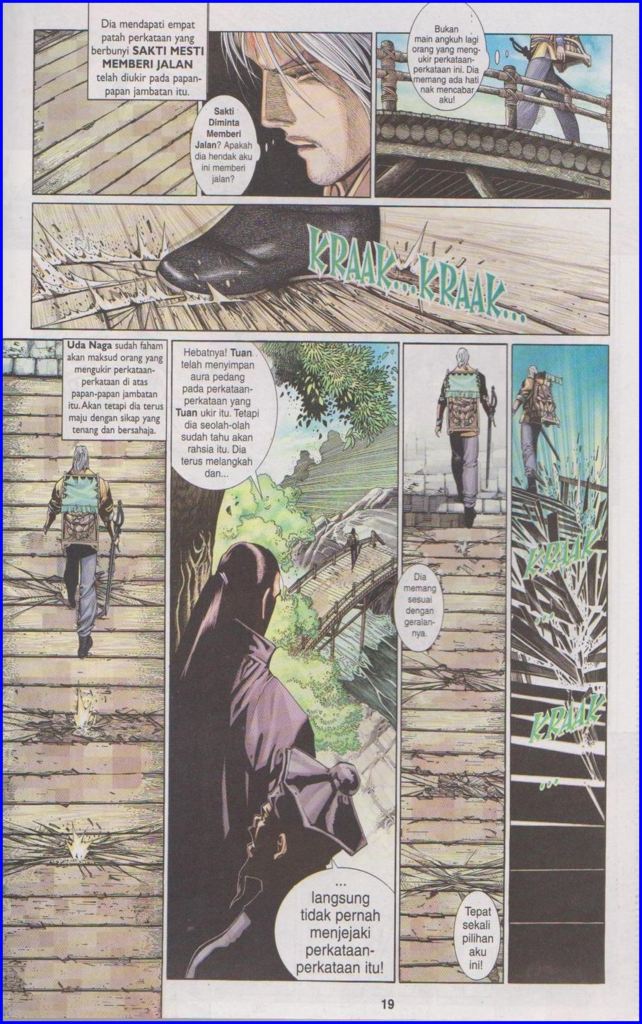 Dia mendapati empat
patah perkataan yang
berbunyi SAKTI MESTI
MEMBERI JALAN
telah diukir pada papan-
papan jambatan itu.
Sakti
Diminta
Memberi
Jalan? Apakah
dia hendak aku
ini memberi
jalan?
Bukan
main angkuh lagi
orang yang meng-
ukir perkataan-
perkataan ini. Dia
memang ada hati
nak mencabar
aku!
KRAAK...KRAAK...
Uda Naga sudah faham
akan maksud orang yang
mengukir perkataan-
perkataan di atas
papan-papan jambatan
itu. Akan tetapi dia terus
maju dengan sikap yang
tenang dan bersahaja.
Hebatnya! Tuan
telah menyimpan
aura pedang
pada perkataan-
perkataan yang
Tuan ukir itu. Tetapi
dia seolah-olah
sudah tahu akan
rahsia itu. Dia
terus melangkah
dan...
...
langsung
tidak pernah
menjejaki
perkataan-
perkataan itu!
Dia
memang
sesuai
dengan
gelaran-
nya.
Tepat
sekali
pilihan
aku
ini!
KRAAK
...
KRAAK
...
19